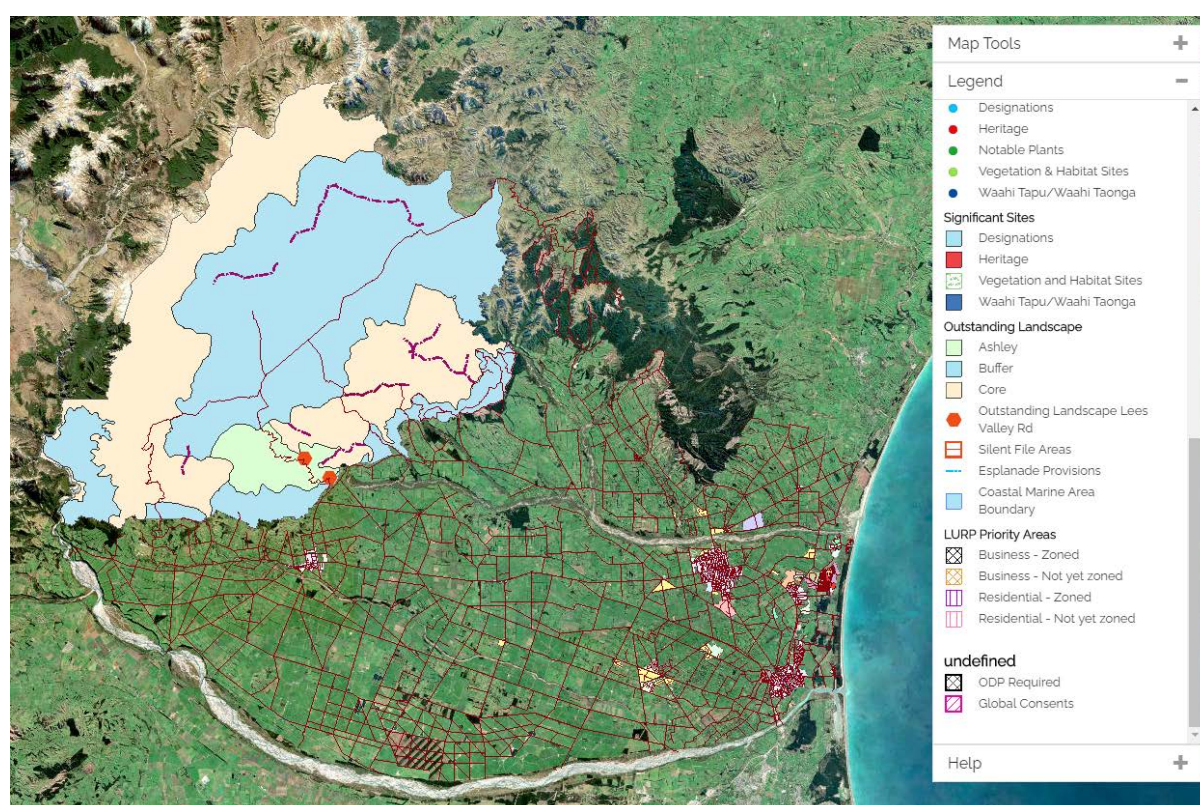 Map Tools
Legend
Designations
Heritage
Notable Plants
Vegetation & Habitat Sites
Waahi Tapu/Waahi Taonga
Significant Sites
Designations
Heritage
Vegetation and Habitat Sites
Waahi Tapu/Waahi Taonga
Outstanding Landscape
Ashley
Buffer
Core
Outstanding Landscape Lees
Valley Rd
Silent File Areas
Esplanade Provisions
Coastal Marine Area
Boundary
LURP Priority Areas
Business - Zoned
Business - Not yet zoned
Residential - Zoned
Residential - Not yet zoned
undefined
ODP Required
Global Consents
Help